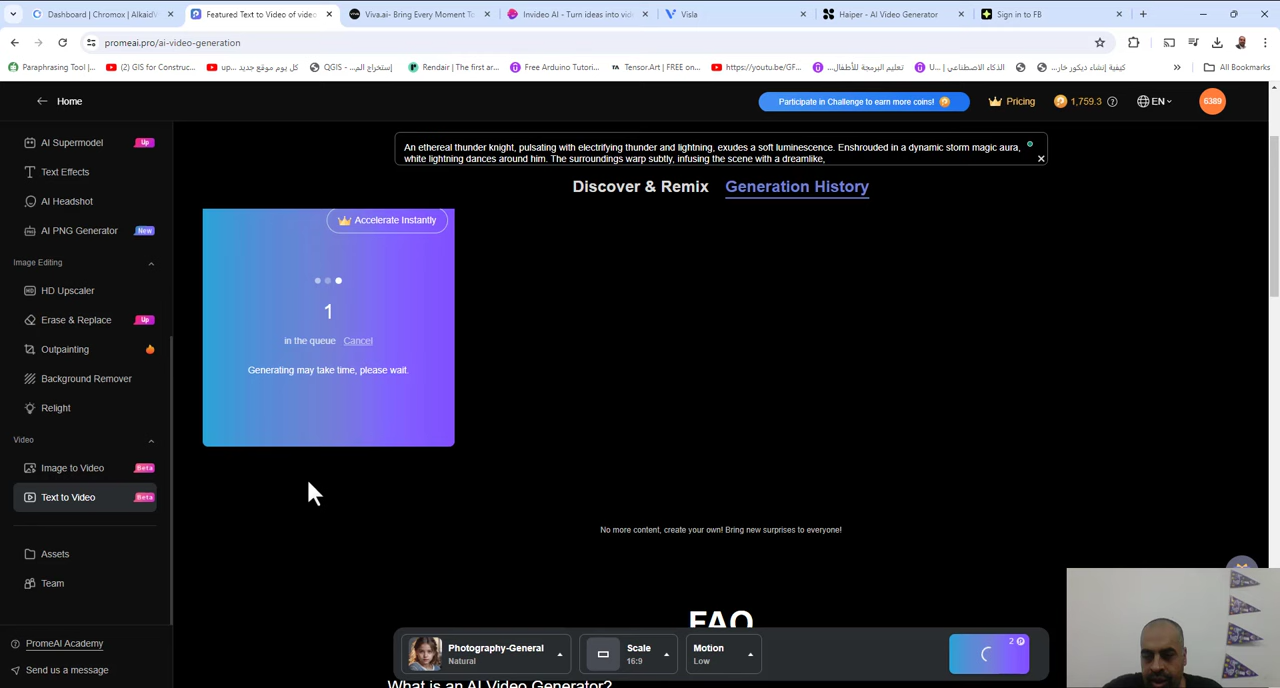 Dashboard | Chromox | AlkaidV
Featured Text to Video of video
Viva.ai- Bring Every Moment To
Invideo AI - Turn ideas into vid
Visla
Haiper - AI Video Generator
Sign in to FB
promeai.pro/ai-video-generation
Paraphrasing Tool |...
(2) GIS for Construc...
كل يوم موقع جديد up...
إستخراج الم... - QGIS
Rendair | The first ar...
Free Arduino Tutori...
TA Tensor.Art | FREE on...
https://youtu.be/GF...
تعليم البرمجة للأطفال...
الذكاء الاصطناعي | U...
كيفية إنشاء ديكور خار...
All Bookmarks
Home
Participate in Challenge to earn more coins!
Pricing
1,759.3
EN
6389
AI Supermodel Up
Text Effects
AI Headshot
AI PNG Generator New
Image Editing
HD Upscaler
Erase & Replace Up
Outpainting
Background Remover
Relight
Video
Image to Video Beta
Text to Video Beta
Assets
Team
PromeAI Academy
Send us a message
An ethereal thunder knight, pulsating with electrifying thunder and lightning, exudes a soft luminescence. Enshrouded in a dynamic storm magic aura,
white lightning dances around him. The surroundings warp subtly, infusing the scene with a dreamlike,
Discover & Remix Generation History
Accelerate Instantly
1
in the queue Cancel
Generating may take time, please wait.
No more content, create your own! Bring new surprises to everyone!
FAQ
Photography-General
Natural
Scale
16:9
Motion
Low
2
What is an AI Video Generator?